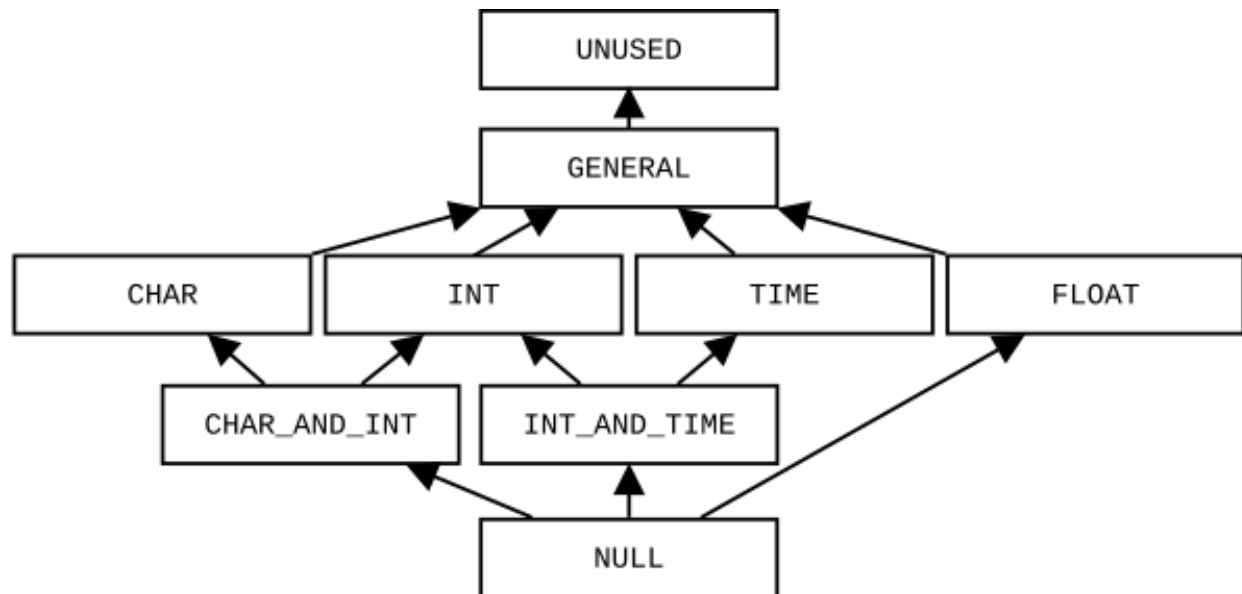 UNUSED
GENERAL
CHAR INT TIME FLOAT
CHAR_AND_INT INT_AND_TIME
NULL